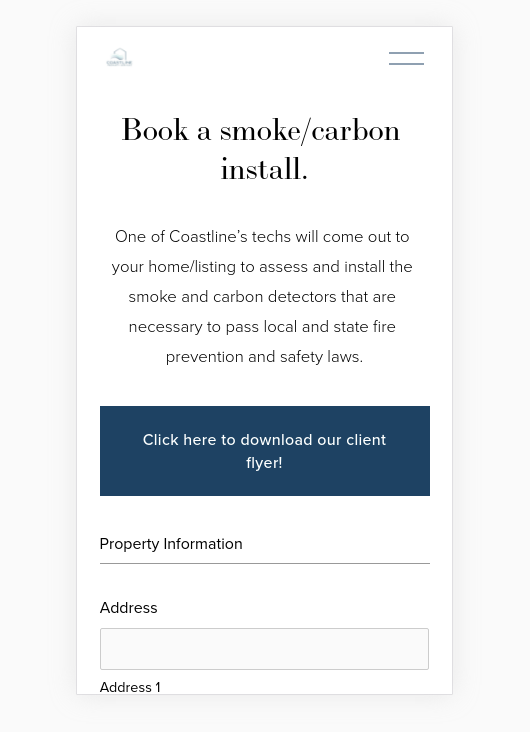 Book a smoke/carbon
install.
One of Coastline's techs will come out to
your home/listing to assess and install the
smoke and carbon detectors that are
necessary to pass local and state fire
prevention and safety laws.
Click here to download our client
flyer!
Property Information
Address
Address 1